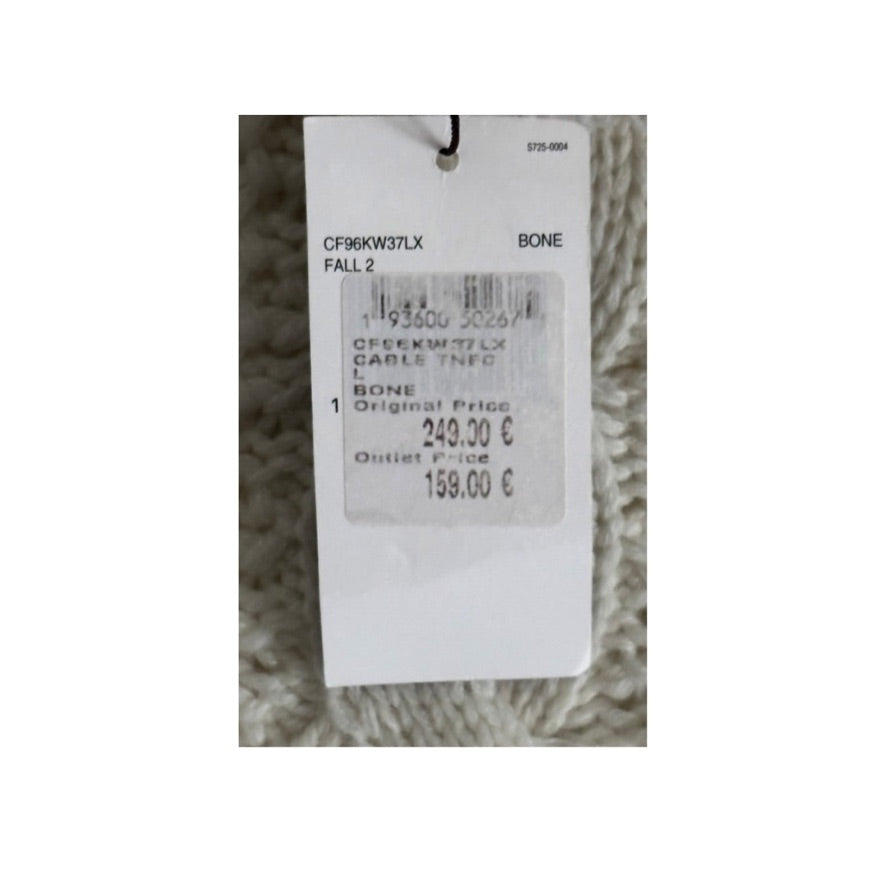 S725-0004
CF96KW37LX BONE
FALL 2
1 93600 50267
CF96KW37LX
CABLE TNEC
L
BONE
1 Original Price
249.00 €
Outlet Price
159.00 €